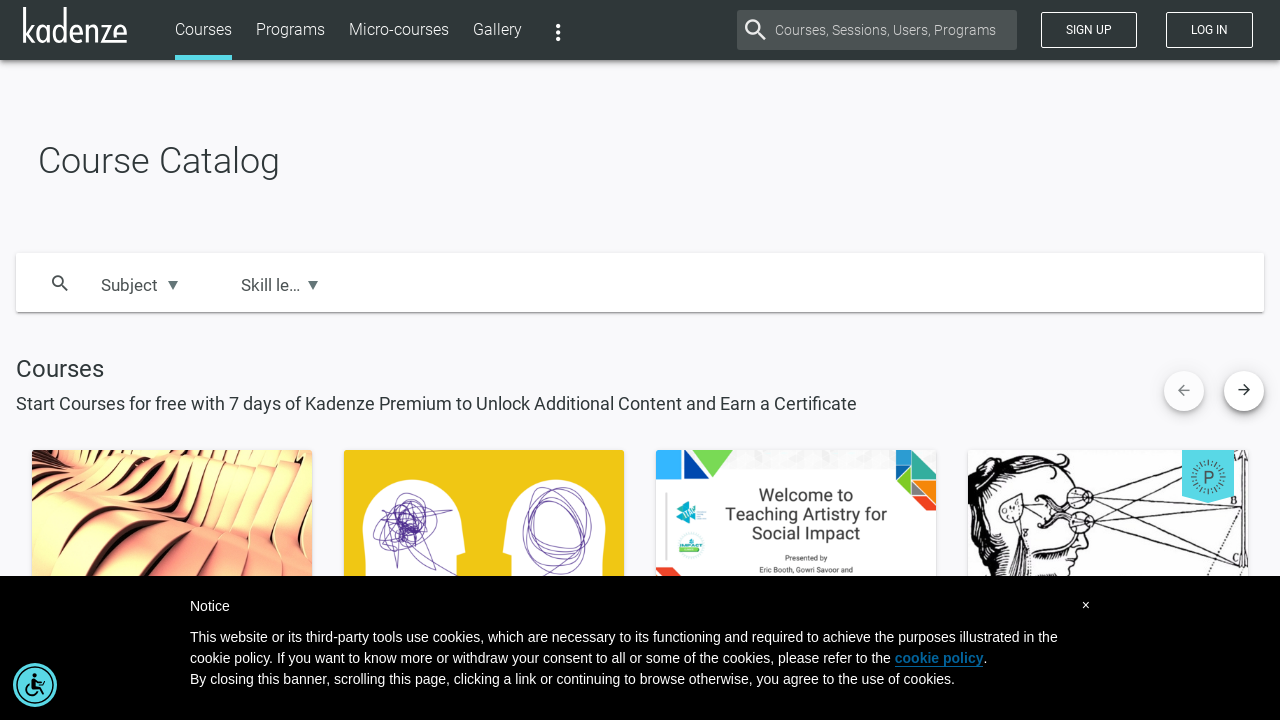 kadenze
Courses
Programs
Micro-courses
Gallery
Courses, Sessions, Users, Programs
SIGN UP
LOG IN
Course Catalog
Subject
Skill le...
Courses
Start Courses for free with 7 days of Kadenze Premium to Unlock Additional Content and Earn a Certificate
Welcome to
Teaching Artistry for
Social Impact
Presented by
Eric Booth, Gowri Savoor and
P
B
C
Notice
×
This website or its third-party tools use cookies, which are necessary to its functioning and required to achieve the purposes illustrated in the
cookie policy. If you want to know more or withdraw your consent to all or some of the cookies, please refer to the cookie policy.
By closing this banner, scrolling this page, clicking a link or continuing to browse otherwise, you agree to the use of cookies.